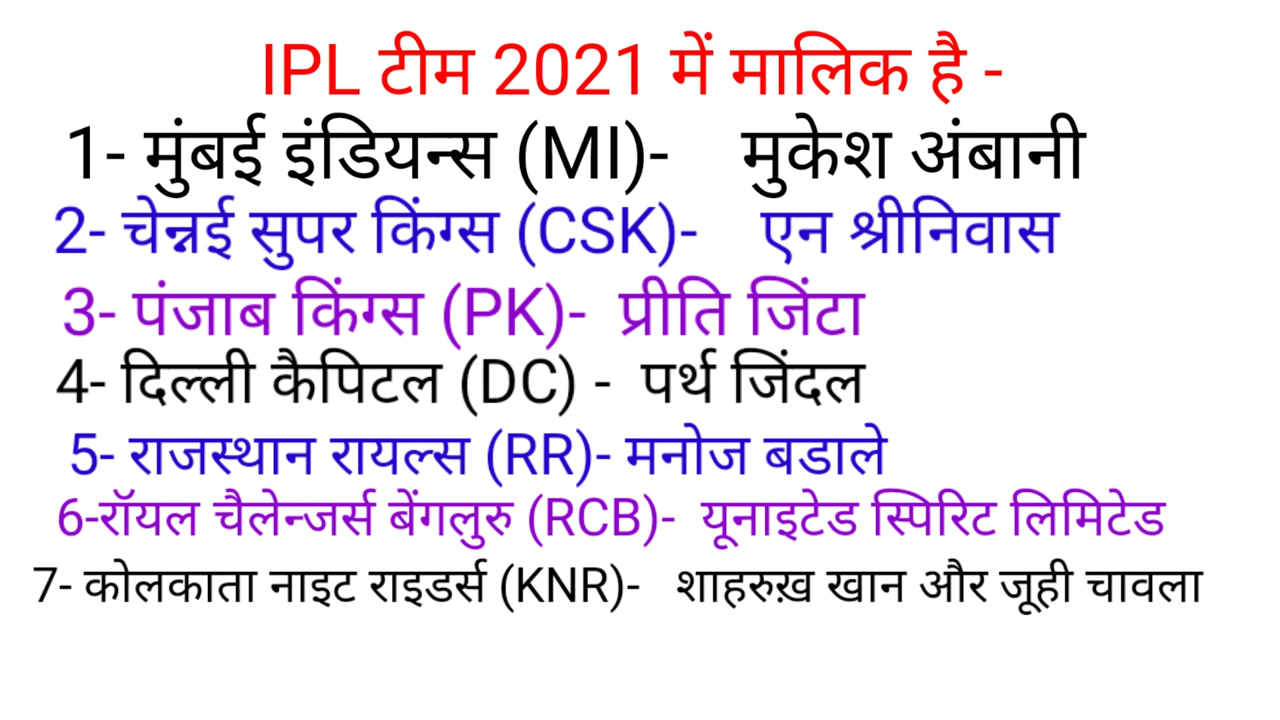 IPL टीम 2021 में मालिक है -
1- मुंबई इंडियन्स (MI)- मुकेश अंबानी
2- चेन्नई सुपर किंग्स (CSK)- एन श्रीनिवास
3- पंजाब किंग्स (PK)- प्रीति जिंटा
4- दिल्ली कैपिटल (DC) - पर्थ जिंदल
5- राजस्थान रायल्स (RR)- मनोज बडाले
6-रॉयल चैलेन्जर्स बेंगलुरु (RCB)- यूनाइटेड स्पिरिट लिमिटेड
7- कोलकाता नाइट राइडर्स (KNR)- शाहरुख़ खान और जूही चावला